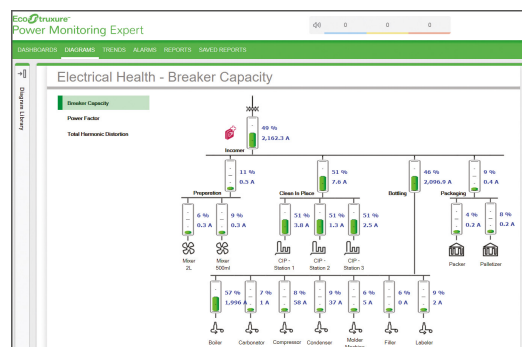 EcoStruxure™
Power Monitoring Expert
0 0 0
DASHBOARDS DIAGRAMS TRENDS ALARMS REPORTS SAVED REPORTS
Diagram Library
Electrical Health - Breaker Capacity
Breaker Capacity
Power Factor
Total Harmonic Distortion
49 %
2,162.3 A
Incomer
11 %
0.5 A
Preparation
51 %
7.6 A
Clean In Place
46 %
2,096.9 A
Bottling
9 %
0.4 A
Packaging
6 %
0.3 A
9 %
0.3 A
51 %
3.8 A
51 %
1.3 A
51 %
2.5 A
4 %
0.2 A
8 %
0.2 A
Mixer
2L
Mixer
500ml
CIP -
Station 1
CIP -
Station 2
CIP -
Station 3
Packer
Palletizer
57 %
1,996 A
7 %
1 A
8 %
58 A
9 %
37 A
6 %
5 A
6 %
0 A
9 %
2 A
Boiler
Carbonator
Compressor
Condenser
Molder
Machine
Filler
Labeler